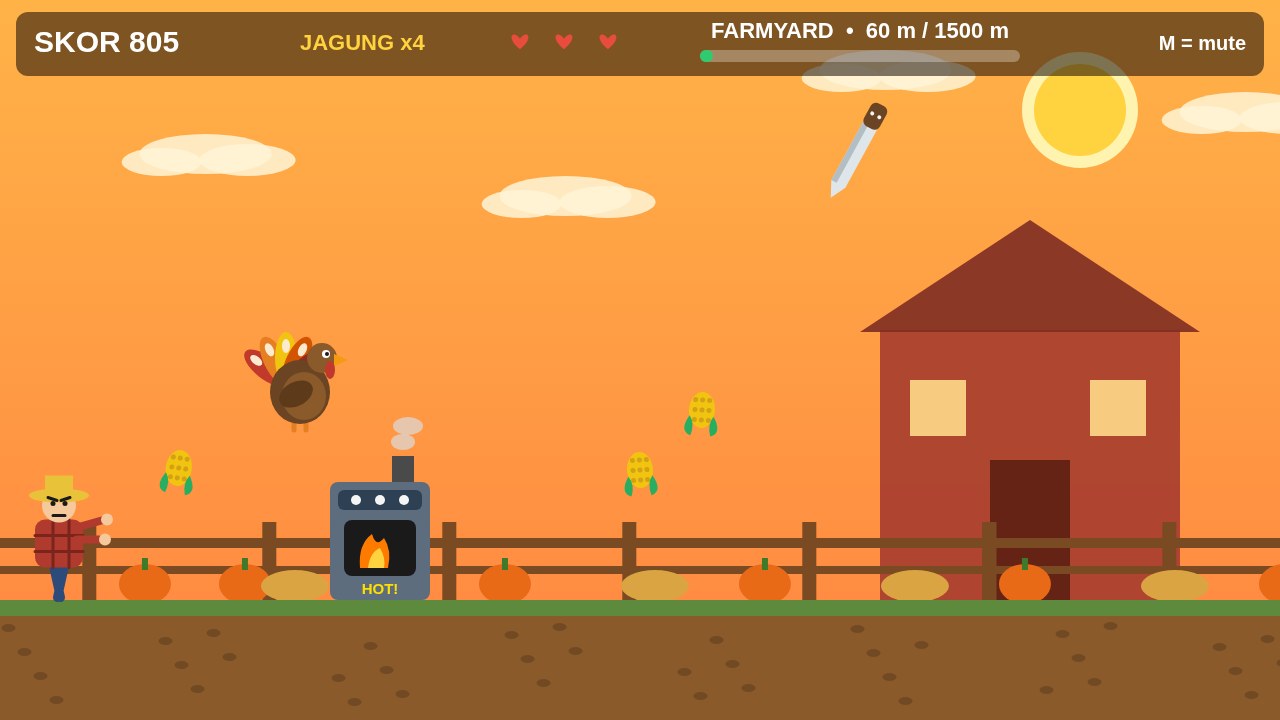 SKOR 805
JAGUNG x4
FARMYARD • 60 m / 1500 m
M = mute
HOT!